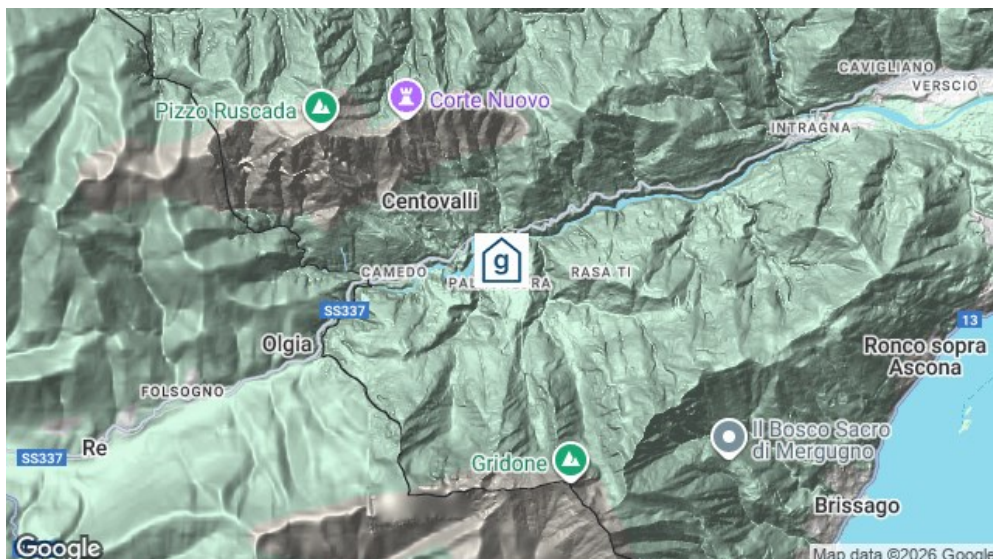 CAVIGLIANO
VERSCIO
Pizzo Ruscada
Corte Nuovo
INTRAGNA
Centovalli
g
CAMEDO
RASA TI
SS337
13
Olgia
Ronco sopra
Ascona
FOLSOGNO
Re
SS337
Il Bosco Sacro
di Mergugno
Gridone
Brissago
Google
Map data ©2026 Google